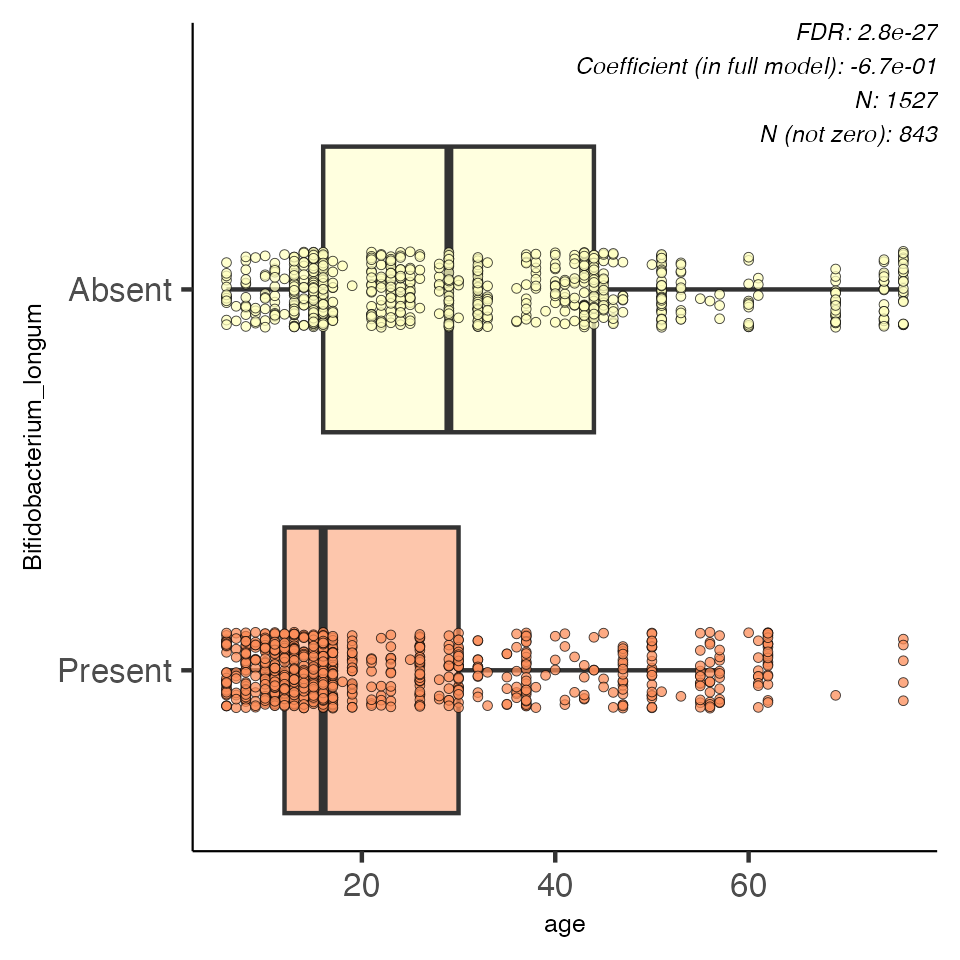 FDR: 2.8e-27
Coefficient (in full model): -6.7e-01
N: 1527
N (not zero): 843
Bifidobacterium_longum
Absent
Present
20 40 60
age